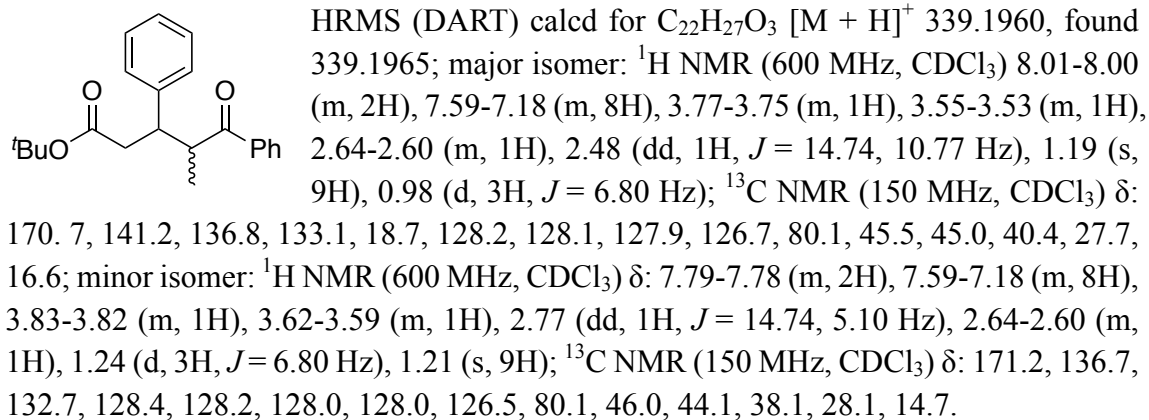 HRMS (DART) calcd for C₂₂H₂₇O₃ [M + H]⁺ 339.1960, found
339.1965; major isomer: ¹H NMR (600 MHz, CDCl₃) 8.01-8.00
(m, 2H), 7.59-7.18 (m, 8H), 3.77-3.75 (m, 1H), 3.55-3.53 (m, 1H),
2.64-2.60 (m, 1H), 2.48 (dd, 1H, J = 14.74, 10.77 Hz), 1.19 (s,
9H), 0.98 (d, 3H, J = 6.80 Hz); ¹³C NMR (150 MHz, CDCl₃) δ:
O
O
ᵗBuO
Ph
170. 7, 141.2, 136.8, 133.1, 18.7, 128.2, 128.1, 127.9, 126.7, 80.1, 45.5, 45.0, 40.4, 27.7,
16.6; minor isomer: ¹H NMR (600 MHz, CDCl₃) δ: 7.79-7.78 (m, 2H), 7.59-7.18 (m, 8H),
3.83-3.82 (m, 1H), 3.62-3.59 (m, 1H), 2.77 (dd, 1H, J = 14.74, 5.10 Hz), 2.64-2.60 (m,
1H), 1.24 (d, 3H, J = 6.80 Hz), 1.21 (s, 9H); ¹³C NMR (150 MHz, CDCl₃) δ: 171.2, 136.7,
132.7, 128.4, 128.2, 128.0, 128.0, 126.5, 80.1, 46.0, 44.1, 38.1, 28.1, 14.7.